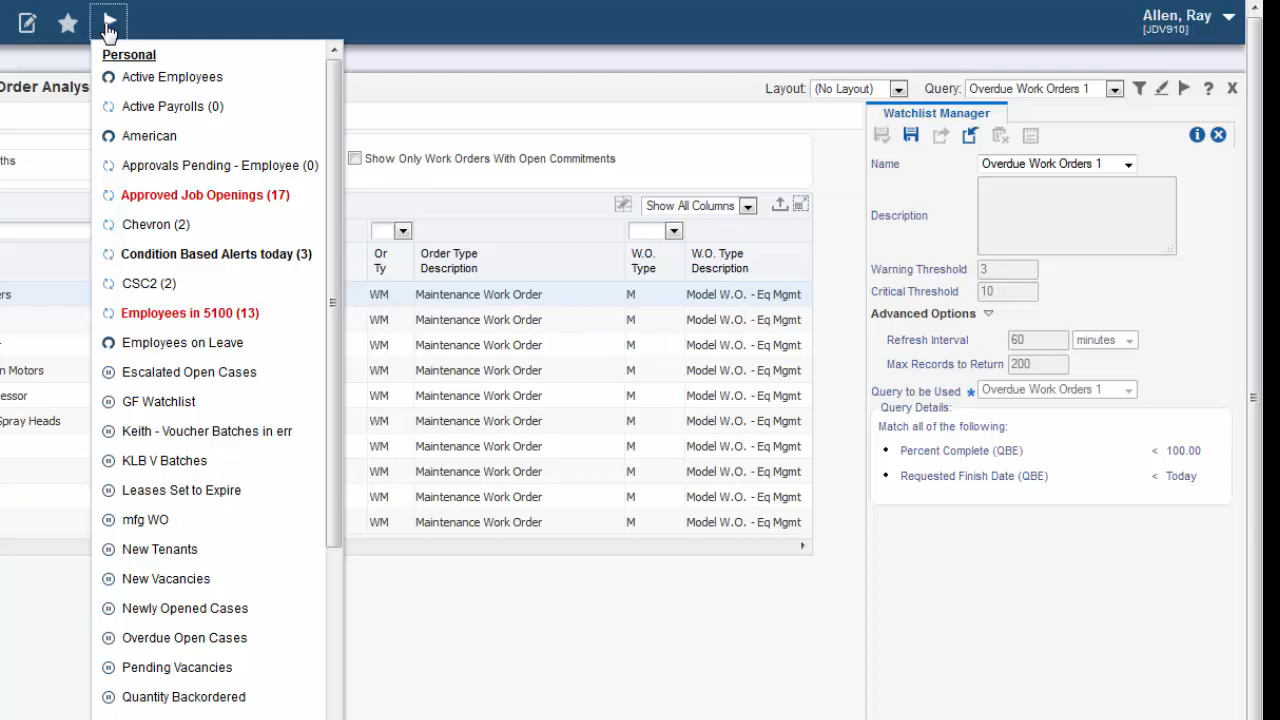 Allen, Ray
[JDV910]
Personal
Active Employees
Active Payrolls (0)
American
Approvals Pending - Employee (0)
Approved Job Openings (17)
Chevron (2)
Condition Based Alerts today (3)
CSC2 (2)
Employees in 5100 (13)
Employees on Leave
Escalated Open Cases
GF Watchlist
Keith - Voucher Batches in err
KLB V Batches
Leases Set to Expire
mfg WO
New Tenants
New Vacancies
Newly Opened Cases
Overdue Open Cases
Pending Vacancies
Quantity Backordered
Order Analys
Layout: (No Layout) Query: Overdue Work Orders 1
ths
Show Only Work Orders With Open Commitments
Show All Columns
Or Ty
Order Type Description
W.O. Type
W.O. Type Description
ers WM Maintenance Work Order M Model W.O. - Eq Mgmt
WM Maintenance Work Order M Model W.O. - Eq Mgmt
WM Maintenance Work Order M Model W.O. - Eq Mgmt
n Motors WM Maintenance Work Order M Model W.O. - Eq Mgmt
essor WM Maintenance Work Order M Model W.O. - Eq Mgmt
Spray Heads WM Maintenance Work Order M Model W.O. - Eq Mgmt
WM Maintenance Work Order M Model W.O. - Eq Mgmt
WM Maintenance Work Order M Model W.O. - Eq Mgmt
WM Maintenance Work Order M Model W.O. - Eq Mgmt
WM Maintenance Work Order M Model W.O. - Eq Mgmt
Watchlist Manager
Name Overdue Work Orders 1
Description
Warning Threshold 3
Critical Threshold 10
Advanced Options
Refresh Interval 60 minutes
Max Records to Return 200
Query to be Used * Overdue Work Orders 1
Query Details:
Match all of the following:
• Percent Complete (QBE) < 100.00
• Requested Finish Date (QBE) < Today